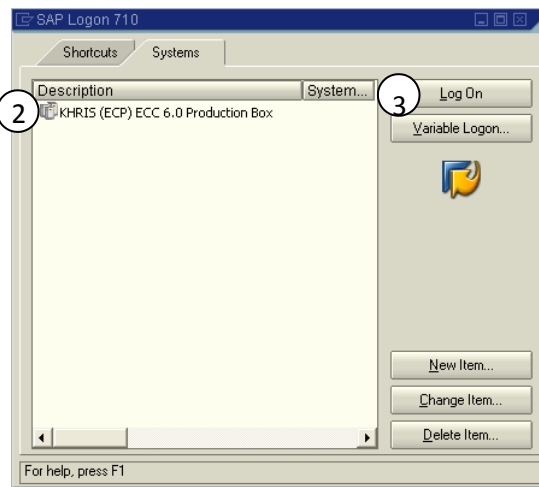 SAP Logon 710
Shortcuts Systems
Description System...
2 KHRIS (ECP) ECC 6.0 Production Box
3 Log On
Variable Logon...
New Item...
Change Item...
Delete Item...
For help, press F1